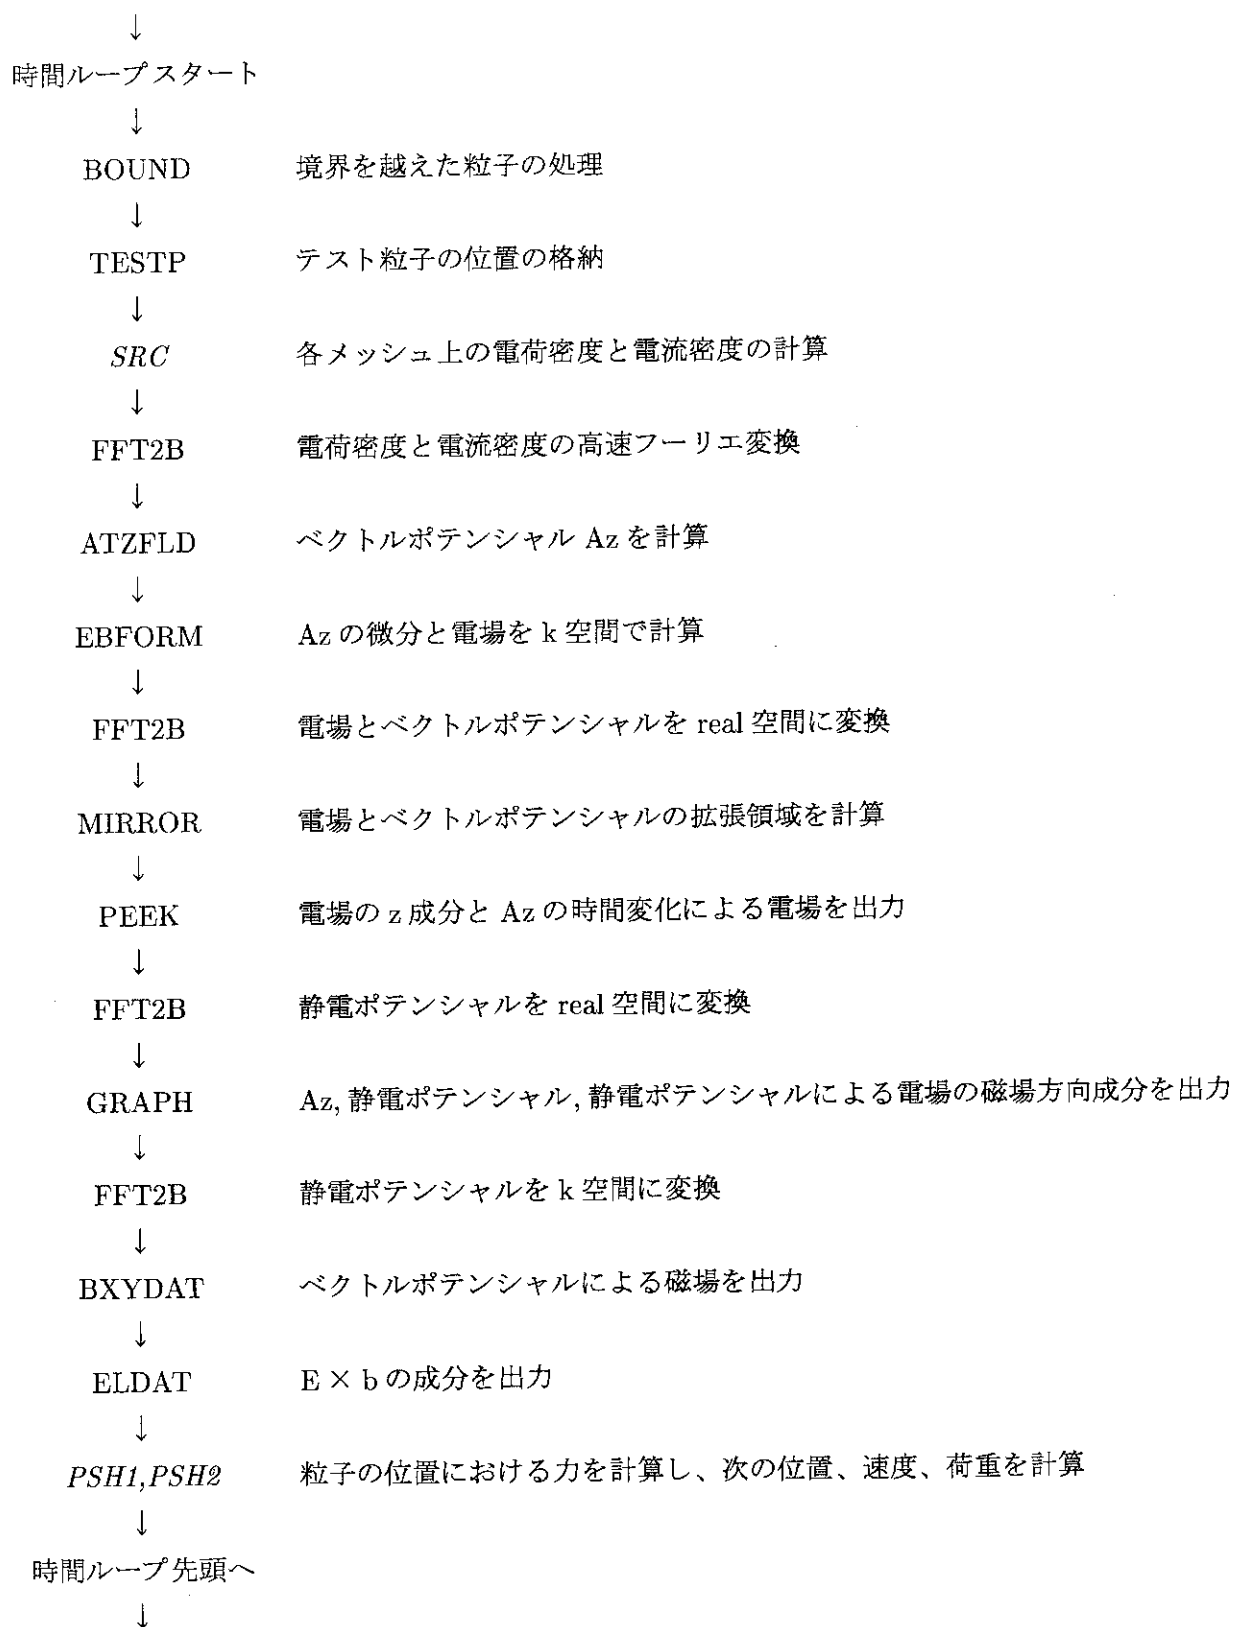 ↓
時間ループスタート
↓
BOUND 境界を越えた粒子の処理
↓
TESTP テスト粒子の位置の格納
↓
SRC 各メッシュ上の電荷密度と電流密度の計算
↓
FFT2B 電荷密度と電流密度の高速フーリエ変換
↓
ATZFLD ベクトルポテンシャル Az を計算
↓
EBFORM Az の微分と電場を k 空間で計算
↓
FFT2B 電場とベクトルポテンシャルを real 空間に変換
↓
MIRROR 電場とベクトルポテンシャルの拡張領域を計算
↓
PEEK 電場の z 成分と Az の時間変化による電場を出力
↓
FFT2B 静電ポテンシャルを real 空間に変換
↓
GRAPH Az, 静電ポテンシャル, 静電ポテンシャルによる電場の磁場方向成分を出力
↓
FFT2B 静電ポテンシャルを k 空間に変換
↓
BXYDAT ベクトルポテンシャルによる磁場を出力
↓
ELDAT E × b の成分を出力
↓
PSH1,PSH2 粒子の位置における力を計算し、次の位置、速度、荷重を計算
↓
時間ループ先頭へ
↓